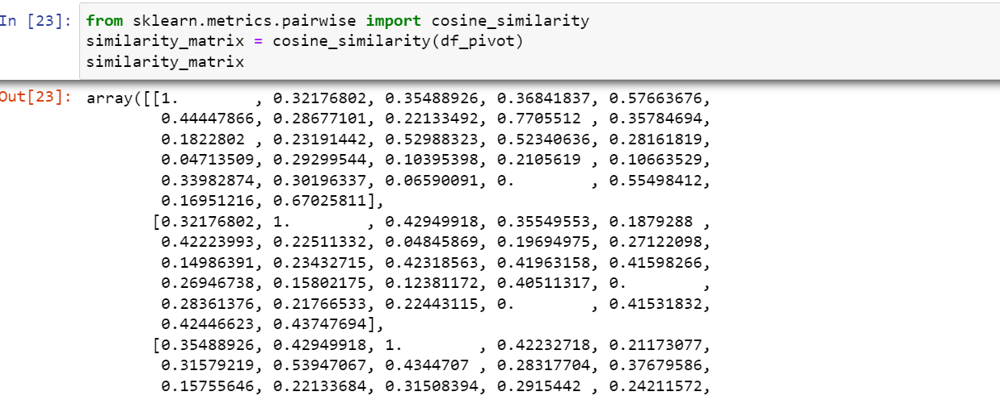 In [23]: from sklearn.metrics.pairwise import cosine_similarity
similarity_matrix = cosine_similarity(df_pivot)
similarity_matrix
Out[23]: array([[1.        , 0.32176802, 0.35488926, 0.36841837, 0.57663676,
0.44447866, 0.28677101, 0.22133492, 0.7705512 , 0.35784694,
0.1822802 , 0.23191442, 0.52988323, 0.52340636, 0.28161819,
0.04713509, 0.29299544, 0.10395398, 0.2105619 , 0.10663529,
0.33982874, 0.30196337, 0.06590091, 0.        , 0.55498412,
0.16951216, 0.67025811],
[0.32176802, 1.        , 0.42949918, 0.35549553, 0.1879288 ,
0.42223993, 0.22511332, 0.04845869, 0.19694975, 0.27122098,
0.14986391, 0.23432715, 0.42318563, 0.41963158, 0.41598266,
0.26946738, 0.15802175, 0.12381172, 0.40511317, 0.        ,
0.28361376, 0.21766533, 0.22443115, 0.        , 0.41531832,
0.42446623, 0.43747694],
[0.35488926, 0.42949918, 1.        , 0.42232718, 0.21173077,
0.31579219, 0.53947067, 0.4344707 , 0.28317704, 0.37679586,
0.15755646, 0.22133684, 0.31508394, 0.2915442 , 0.24211572,